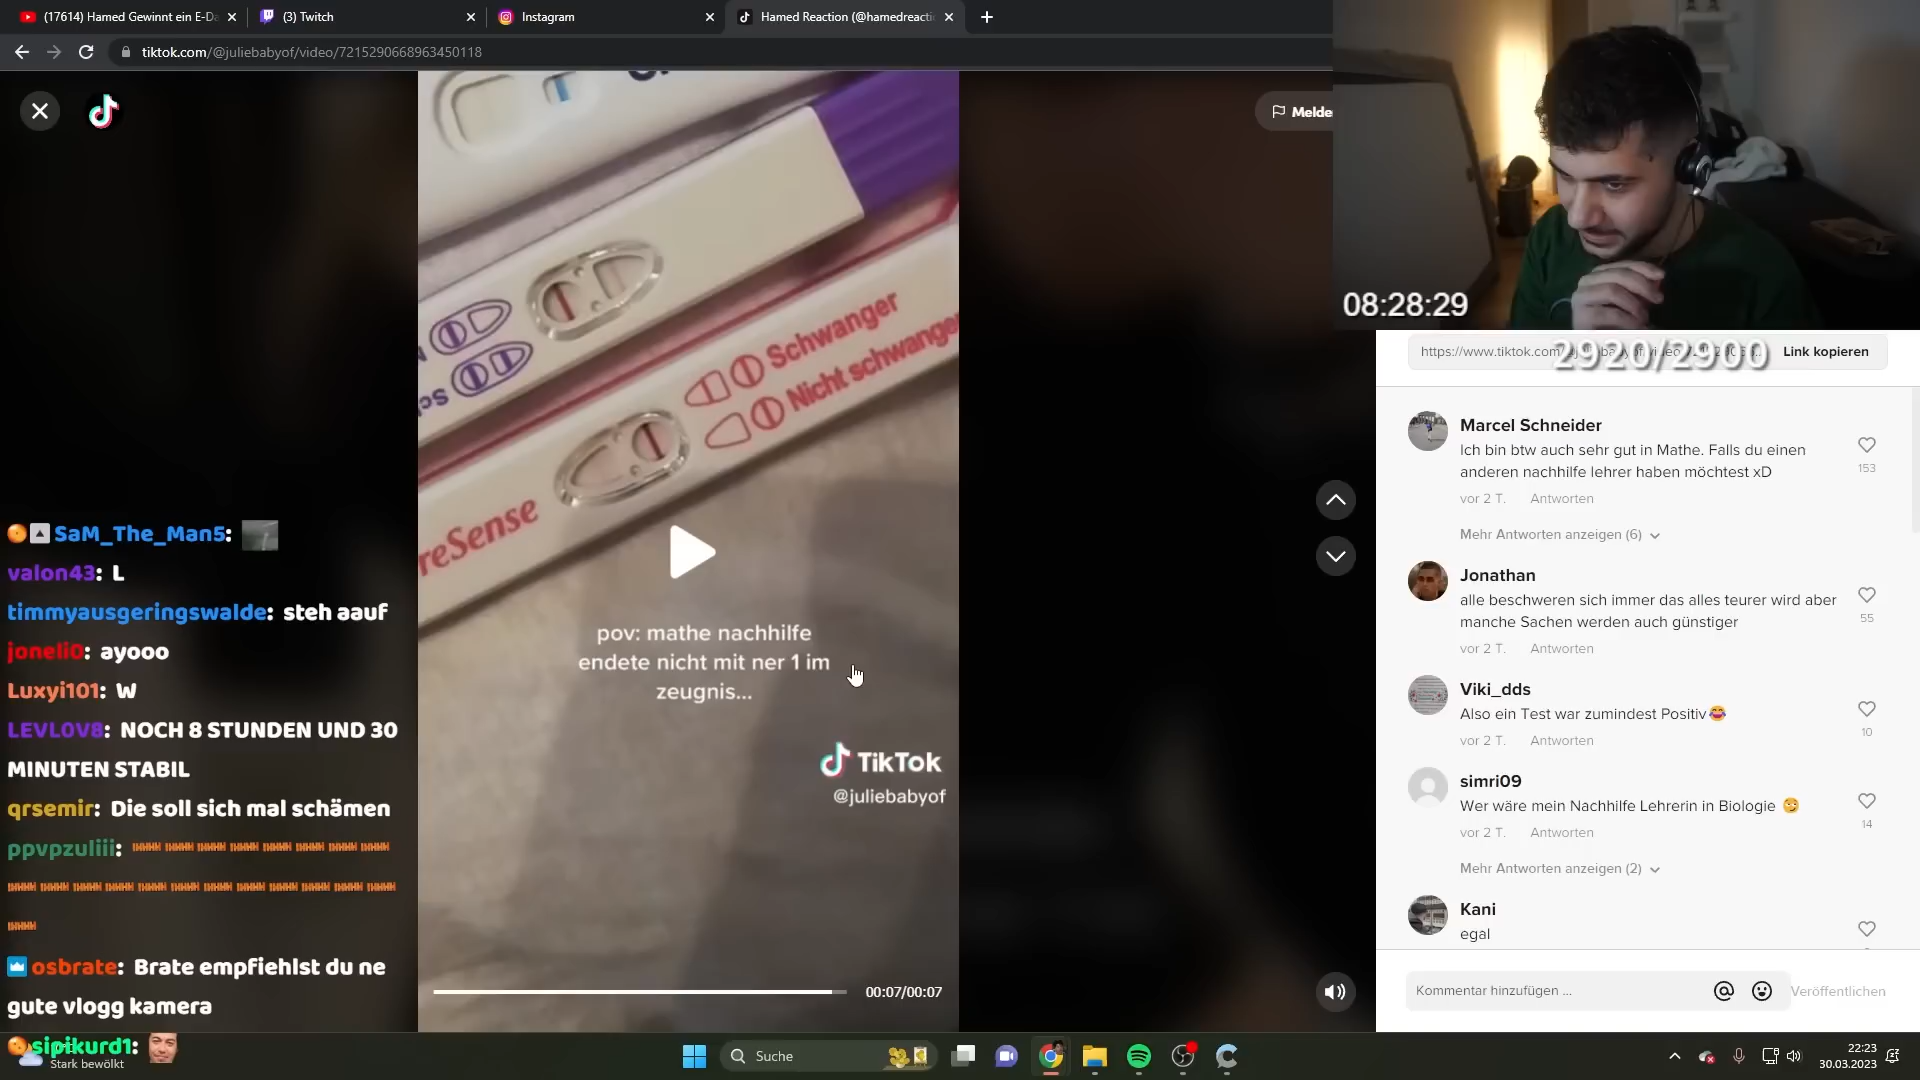 (17614) Hamed Gewinnt ein E-Da
(3) Twitch
Instagram
Hamed Reaction (@hamedreacti
tiktok.com/@juliebabyof/video/7215290668963450118
Melde
Schwanger
Nicht schwanger
reSense
pov: mathe nachhilfe
endete nicht mit ner 1 im
zeugnis...
TikTok
@juliebabyof
00:07/00:07
SaM_The_Man5:
valon43: L
timmyausgeringswalde: steh aauf
joneli0: ayooo
Luxyi101: W
LEVL0V8: NOCH 8 STUNDEN UND 30
MINUTEN STABIL
qrsemir: Die soll sich mal schämen
ppvpzuliii:
osbrate: Brate empfiehlst du ne
gute vlogg kamera
sipikurd1:
Stark bewölkt
08:28:29
2920/2900
https://www.tiktok.com
Link kopieren
Marcel Schneider
Ich bin btw auch sehr gut in Mathe. Falls du einen
anderen nachhilfe lehrer haben möchtest xD
153
vor 2 T. Antworten
Mehr Antworten anzeigen (6)
Jonathan
alle beschweren sich immer das alles teurer wird aber
manche Sachen werden auch günstiger
55
vor 2 T. Antworten
Viki_dds
Also ein Test war zumindest Positiv😂
10
vor 2 T. Antworten
simri09
Wer wäre mein Nachhilfe Lehrerin in Biologie 😏
14
vor 2 T. Antworten
Mehr Antworten anzeigen (2)
Kani
egal
Kommentar hinzufügen ...
Veröffentlichen
Suche
22:23
30.03.2023